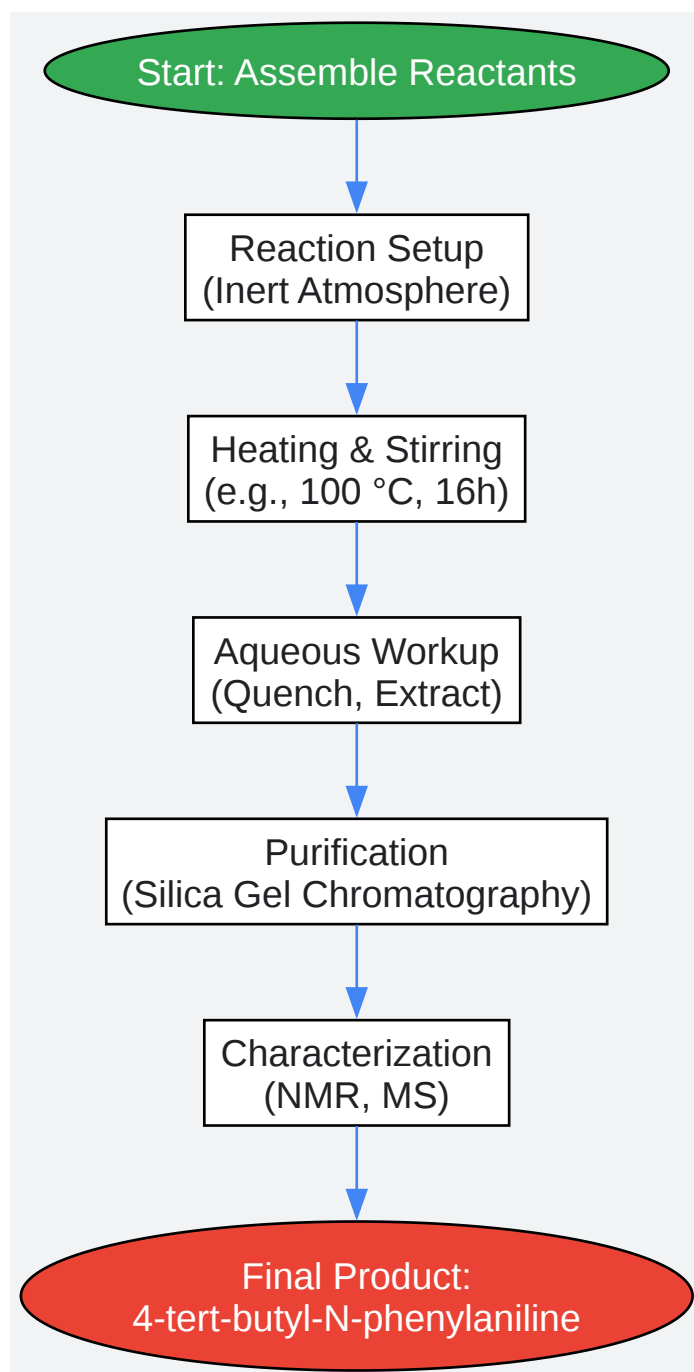 Start: Assemble Reactants
Reaction Setup
(Inert Atmosphere)
Heating & Stirring
(e.g., 100 °C, 16h)
Aqueous Workup
(Quench, Extract)
Purification
(Silica Gel Chromatography)
Characterization
(NMR, MS)
Final Product:
4-tert-butyl-N-phenylaniline